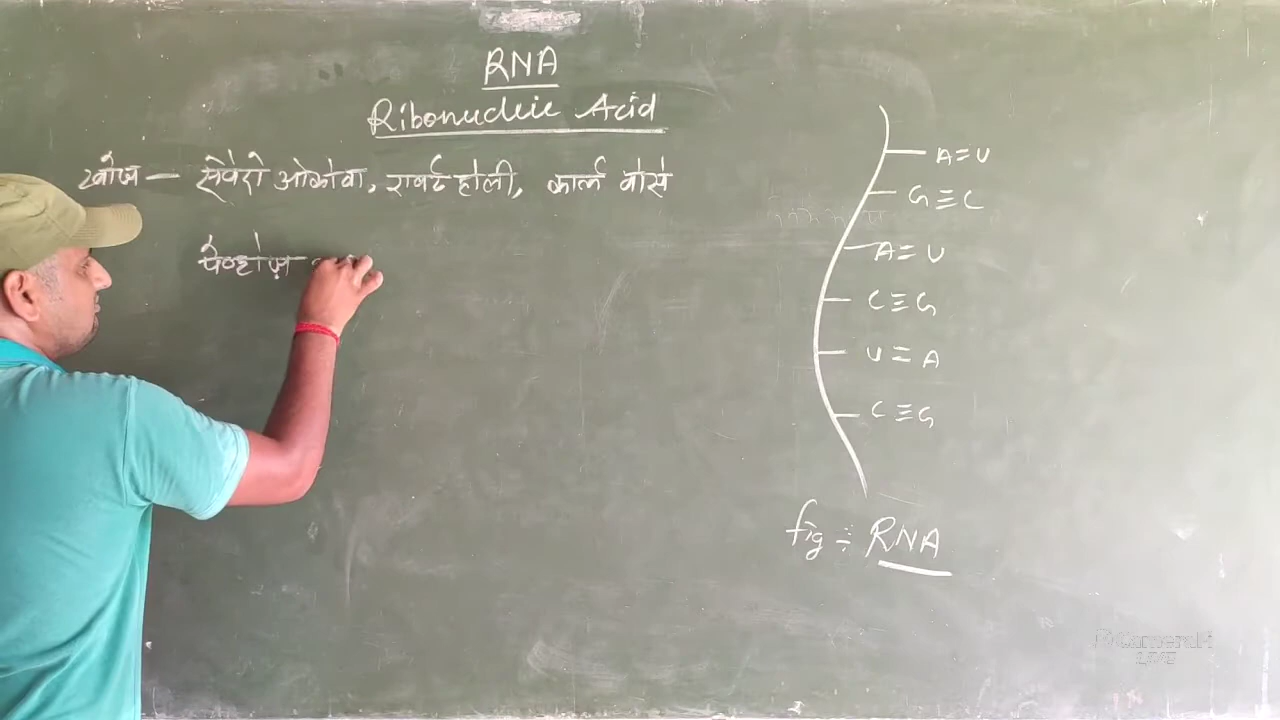 RNA
Ribonucleic Acid
खोज — सेवेरो ओकोवा, राबर्ट होली, कार्ल वोसे
पेन्टोज़
A=U
G≡C
A=U
C≡G
U=A
C≡G
fig ÷ RNA